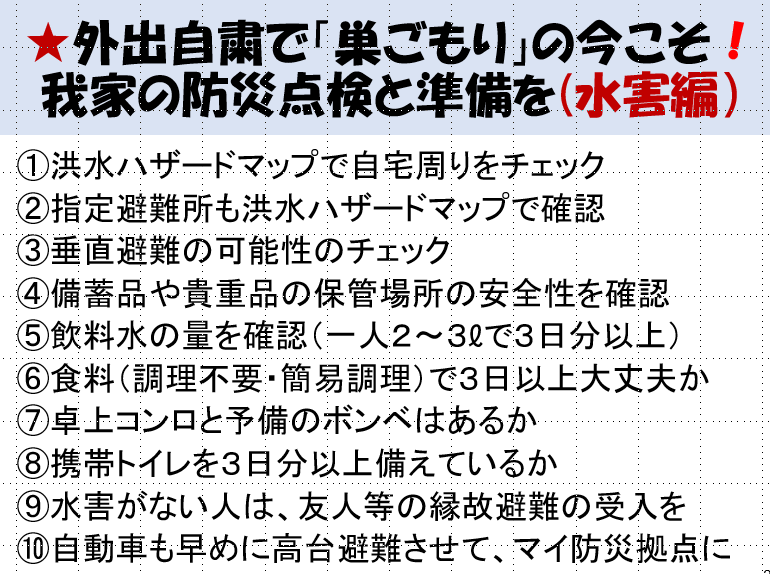 ★外出自粛で「巣ごもり」の今こそ！
我家の防災点検と準備を(水害編)
①洪水ハザードマップで自宅周りをチェック
②指定避難所も洪水ハザードマップで確認
③垂直避難の可能性のチェック
④備蓄品や貴重品の保管場所の安全性を確認
⑤飲料水の量を確認（一人２～３ℓで３日分以上）
⑥食料（調理不要・簡易調理）で３日以上大丈夫か
⑦卓上コンロと予備のボンベはあるか
⑧携帯トイレを３日分以上備えているか
⑨水害がない人は、友人等の縁故避難の受入を
⑩自動車も早めに高台避難させて、マイ防災拠点に